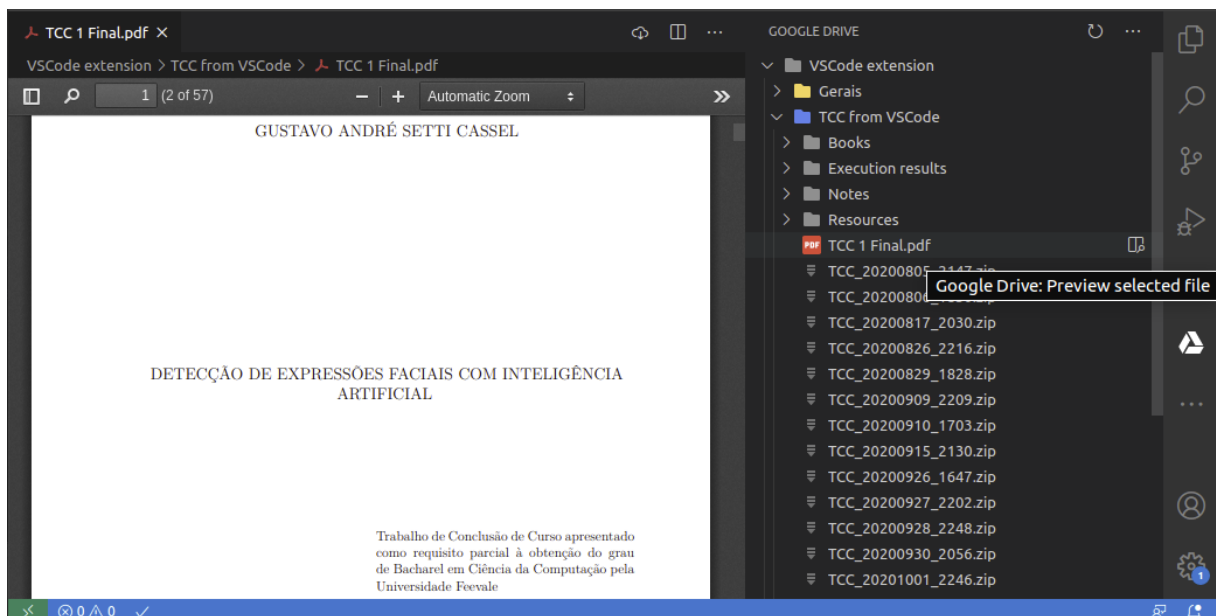 TCC 1 Final.pdf
VSCode extension > TCC from VSCode > TCC 1 Final.pdf
1 (2 of 57) Automatic Zoom
GUSTAVO ANDRÉ SETTI CASSEL
DETECÇÃO DE EXPRESSÕES FACIAIS COM INTELIGÊNCIA
ARTIFICIAL
Trabalho de Conclusão de Curso apresentado
como requisito parcial à obtenção do grau
de Bacharel em Ciência da Computação pela
Universidade Feevale
GOOGLE DRIVE
VSCode extension
Gerais
TCC from VSCode
Books
Execution results
Notes
Resources
PDF TCC 1 Final.pdf
TCC_20200805_2147.zip
Google Drive: Preview selected file
TCC_20200817_2030.zip
TCC_20200826_2216.zip
TCC_20200829_1828.zip
TCC_20200909_2209.zip
TCC_20200910_1703.zip
TCC_20200915_2130.zip
TCC_20200926_1647.zip
TCC_20200927_2202.zip
TCC_20200928_2248.zip
TCC_20200930_2056.zip
TCC_20201001_2246.zip
1
0 0